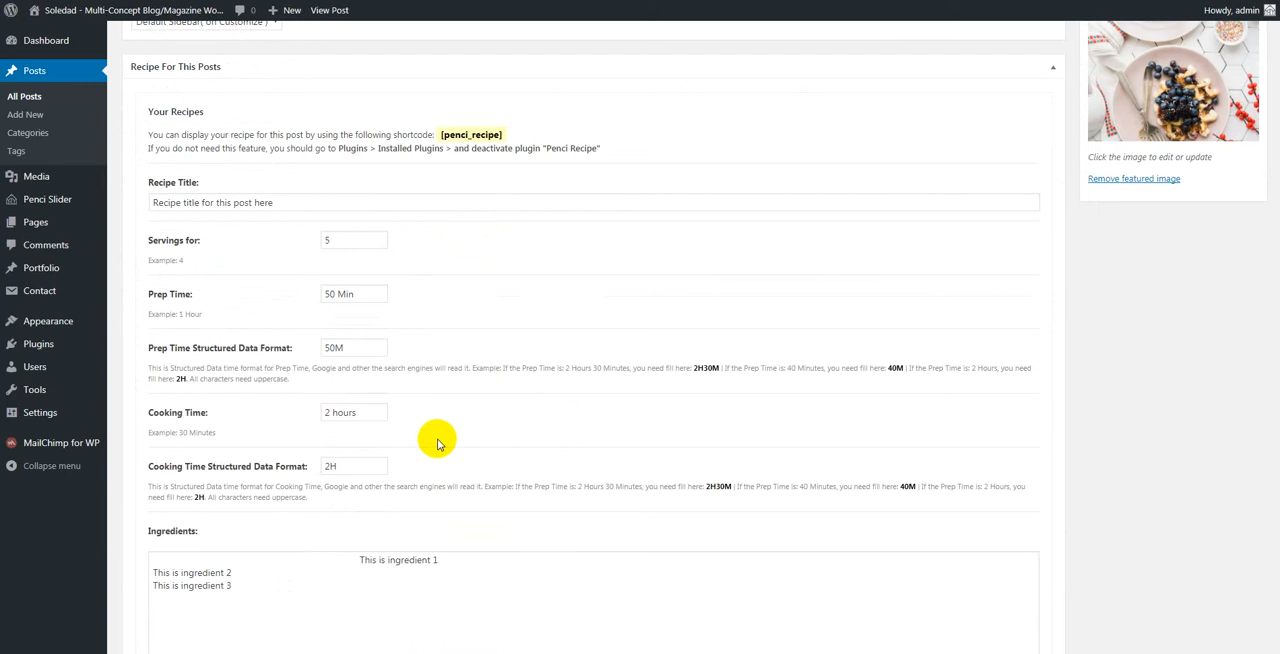 Soledad - Multi-Concept Blog/Magazine Wo... 0 New View Post Howdy, admin
Default Sidebar( on Customize )
Dashboard
Posts
All Posts
Add New
Categories
Tags
Media
Penci Slider
Pages
Comments
Portfolio
Contact
Appearance
Plugins
Users
Tools
Settings
MailChimp for WP
Collapse menu
Recipe For This Posts
Your Recipes
You can display your recipe for this post by using the following shortcode: [penci_recipe]
If you do not need this feature, you should go to Plugins > Installed Plugins > and deactivate plugin "Penci Recipe"
Recipe Title:
Recipe title for this post here
Servings for: 5
Example: 4
Prep Time: 50 Min
Example: 1 Hour
Prep Time Structured Data Format: 50M
This is Structured Data time format for Prep Time, Google and other the search engines will read it. Example: If the Prep Time is: 2 Hours 30 Minutes, you need fill here: 2H30M | If the Prep Time is: 40 Minutes, you need fill here: 40M | If the Prep Time is: 2 Hours, you need
fill here: 2H. All characters need uppercase.
Cooking Time: 2 hours
Example: 30 Minutes
Cooking Time Structured Data Format: 2H
This is Structured Data time format for Cooking Time, Google and other the search engines will read it. Example: If the Prep Time is: 2 Hours 30 Minutes, you need fill here: 2H30M | If the Prep Time is: 40 Minutes, you need fill here: 40M | If the Prep Time is: 2 Hours, you
need fill here: 2H. All characters need uppercase.
Ingredients:
This is ingredient 1
This is ingredient 2
This is ingredient 3
Click the image to edit or update
Remove featured image